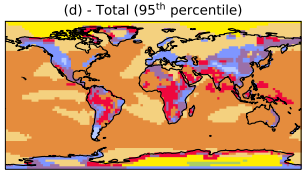 (d) - Total (95th percentile)